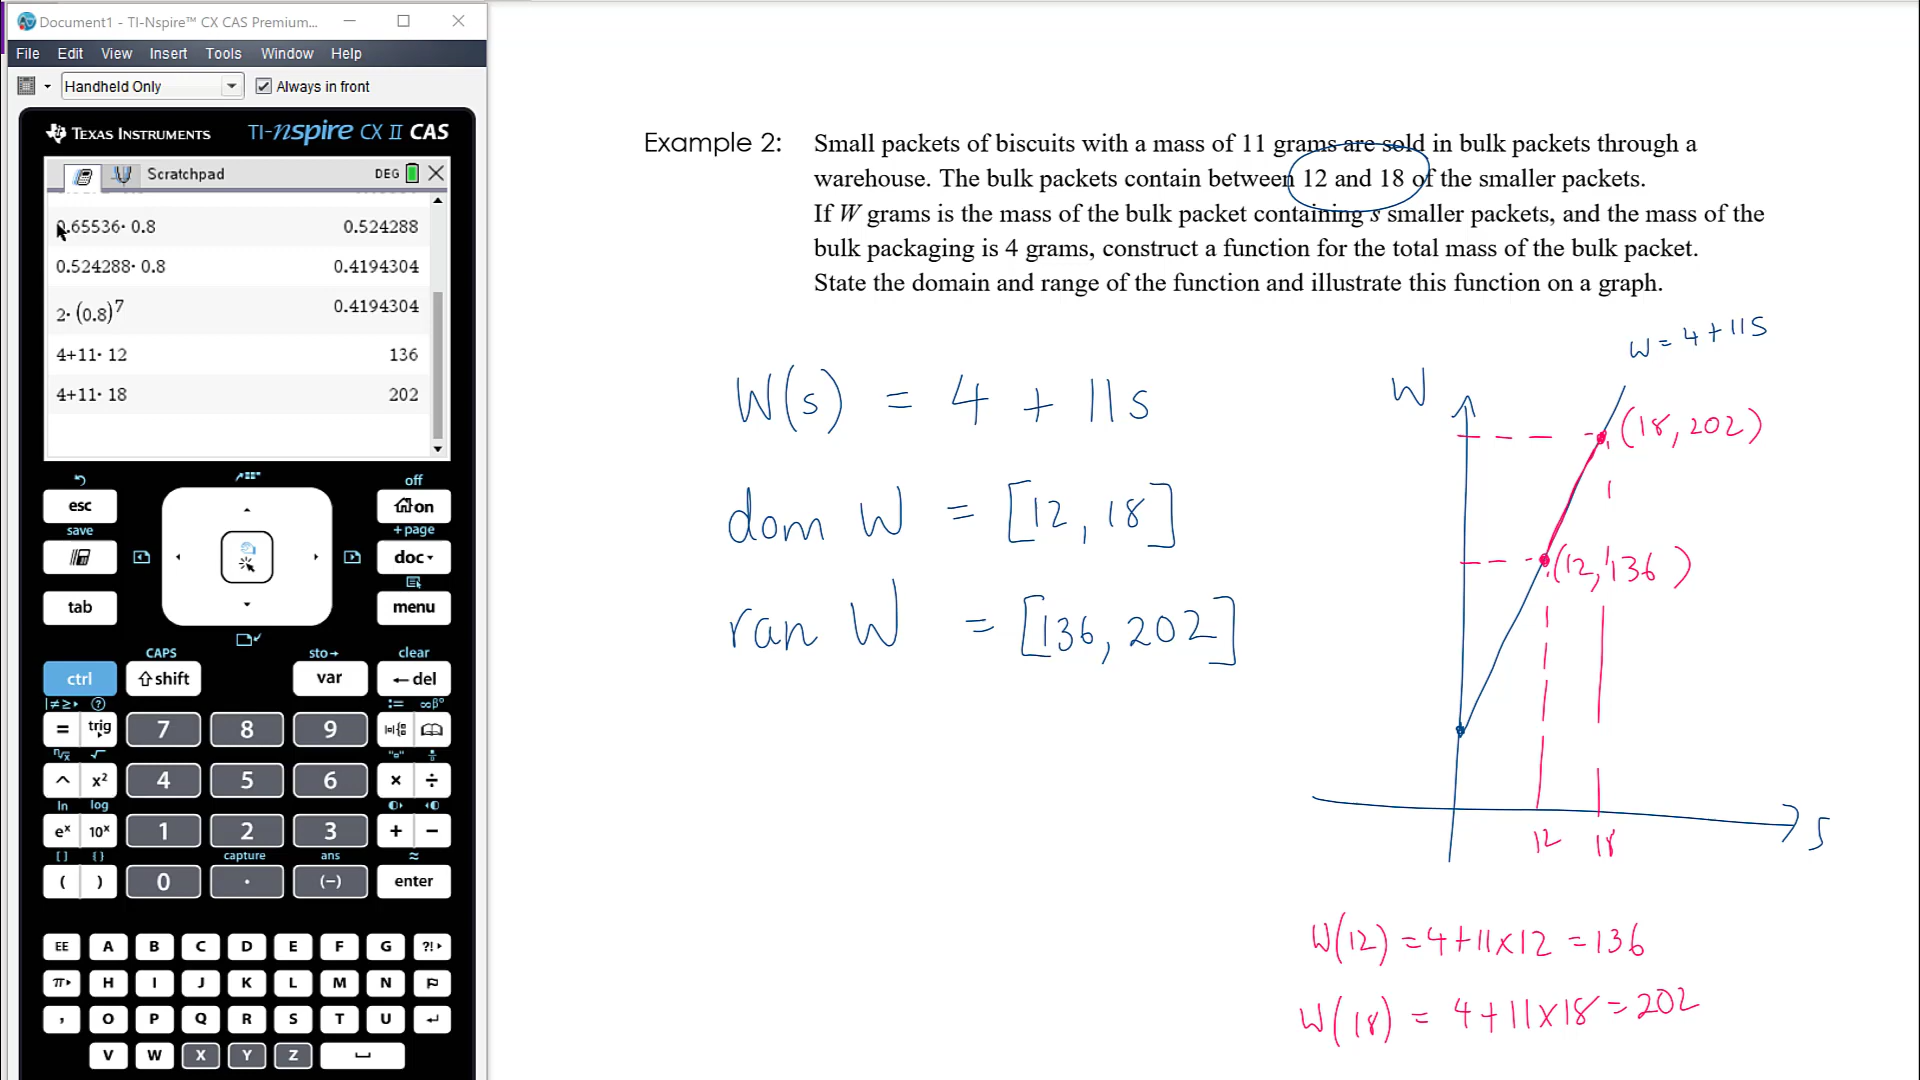 Document1 - TI-Nspire™ CX CAS Premium...
File Edit View Insert Tools Window Help
Handheld Only Always in front
TEXAS INSTRUMENTS TI-nspire CX II CAS
Scratchpad DEG
0.65536·0.8 0.524288
0.524288·0.8 0.4194304
2·(0.8)^7 0.4194304
4+11·12 136
4+11·18 202
off
esc on
save + page
doc
tab menu
CAPS sto→ clear
ctrl shift var ←del
|≠≥▸ ? := ∞β°
= trig 7 8 9
ⁿ√x √ "□"
^ x² 4 5 6 × ÷
ln log
eˣ 10ˣ 1 2 3 + −
[ ] { } capture ans ≈
( ) 0 . (−) enter
EE A B C D E F G ?!▸
π▸ H I J K L M N
, O P Q R S T U ↵
V W X Y Z
Example 2: Small packets of biscuits with a mass of 11 grams are sold in bulk packets through a
warehouse. The bulk packets contain between 12 and 18 of the smaller packets.
If W grams is the mass of the bulk packet containing s smaller packets, and the mass of the
bulk packaging is 4 grams, construct a function for the total mass of the bulk packet.
State the domain and range of the function and illustrate this function on a graph.
W(s) = 4 + 11s
dom W = [12, 18]
ran W = [136, 202]
W = 4 + 11S
W
(18, 202)
(12, 136)
12 18
S
W(12) = 4+11×12 = 136
W(18) = 4+11×18 = 202